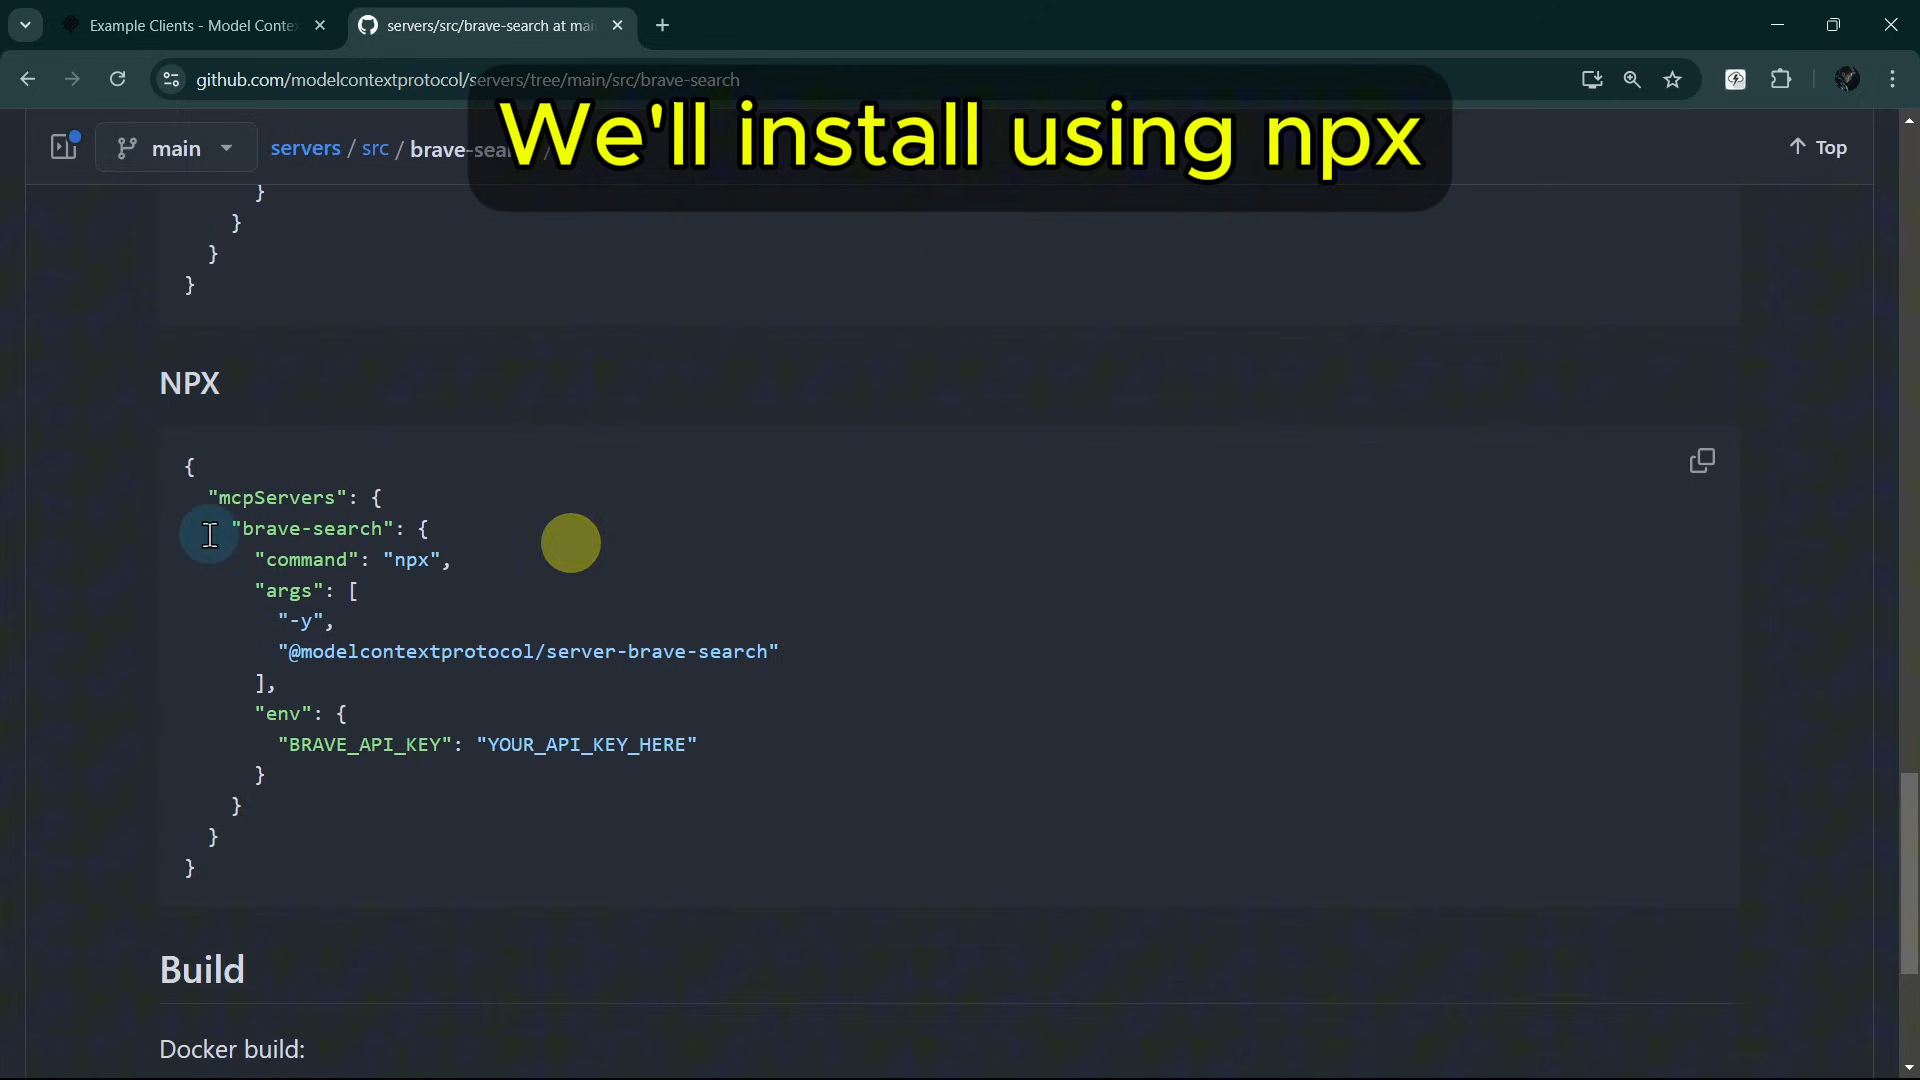 Example Clients - Model Conte
servers/src/brave-search at mai
github.com/modelcontextprotocol/servers/tree/main/src/brave-search
We'll install using npx
main
servers / src / brave-sea
Top
}
}
}
}
NPX
{
"mcpServers": {
"brave-search": {
"command": "npx",
"args": [
"-y",
"@modelcontextprotocol/server-brave-search"
],
"env": {
"BRAVE_API_KEY": "YOUR_API_KEY_HERE"
}
}
}
}
Build
Docker build: